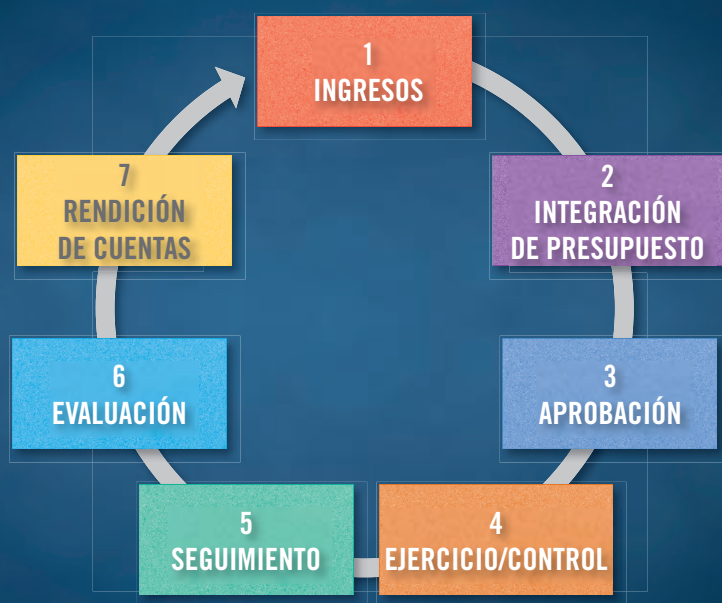 1
INGRESOS
2
INTEGRACIÓN
DE PRESUPUESTO
3
APROBACIÓN
4
EJERCICIO/CONTROL
5
SEGUIMIENTO
6
EVALUACIÓN
7
RENDICIÓN
DE CUENTAS